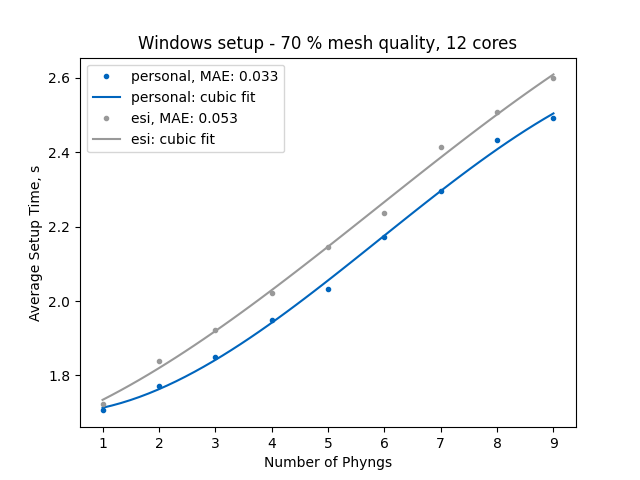 Windows setup - 70 % mesh quality, 12 cores
personal, MAE: 0.033
personal: cubic fit
esi, MAE: 0.053
esi: cubic fit
Average Setup Time, s
2.6
2.4
2.2
2.0
1.8
1 2 3 4 5 6 7 8 9
Number of Phyngs